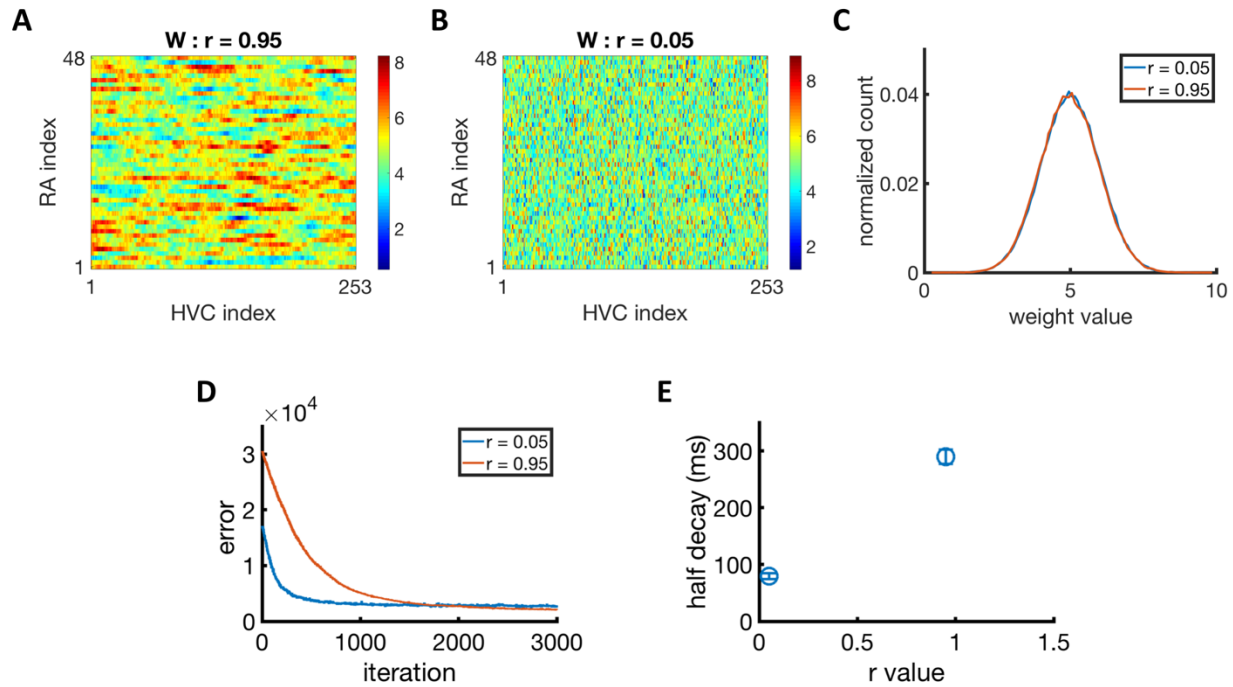 A
W : r = 0.95
48
RA index
1
1
253
HVC index
8
6
4
2
B
W : r = 0.05
48
RA index
1
1
253
HVC index
8
6
4
2
C
r = 0.05
r = 0.95
normalized count
0.04
0.02
0
0
5
10
weight value
D
×10⁴
r = 0.05
r = 0.95
error
3
2
1
0
0
1000
2000
3000
iteration
E
half decay (ms)
300
200
100
0
0
0.5
1
1.5
r value